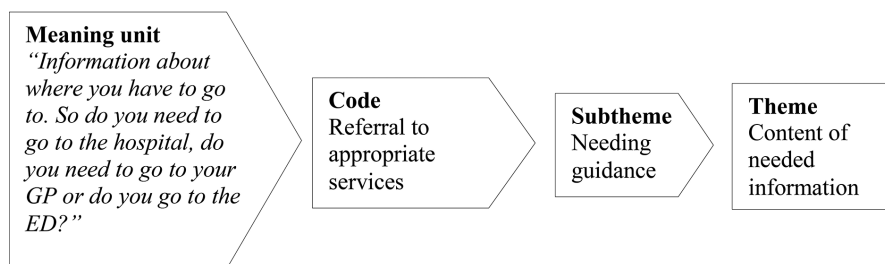 Meaning unit
“Information about
where you have to go
to. So do you need to
go to the hospital, do
you need to go to your
GP or do you go to the
ED?”
Code
Referral to
appropriate
services
Subtheme
Needing
guidance
Theme
Content of
needed
information